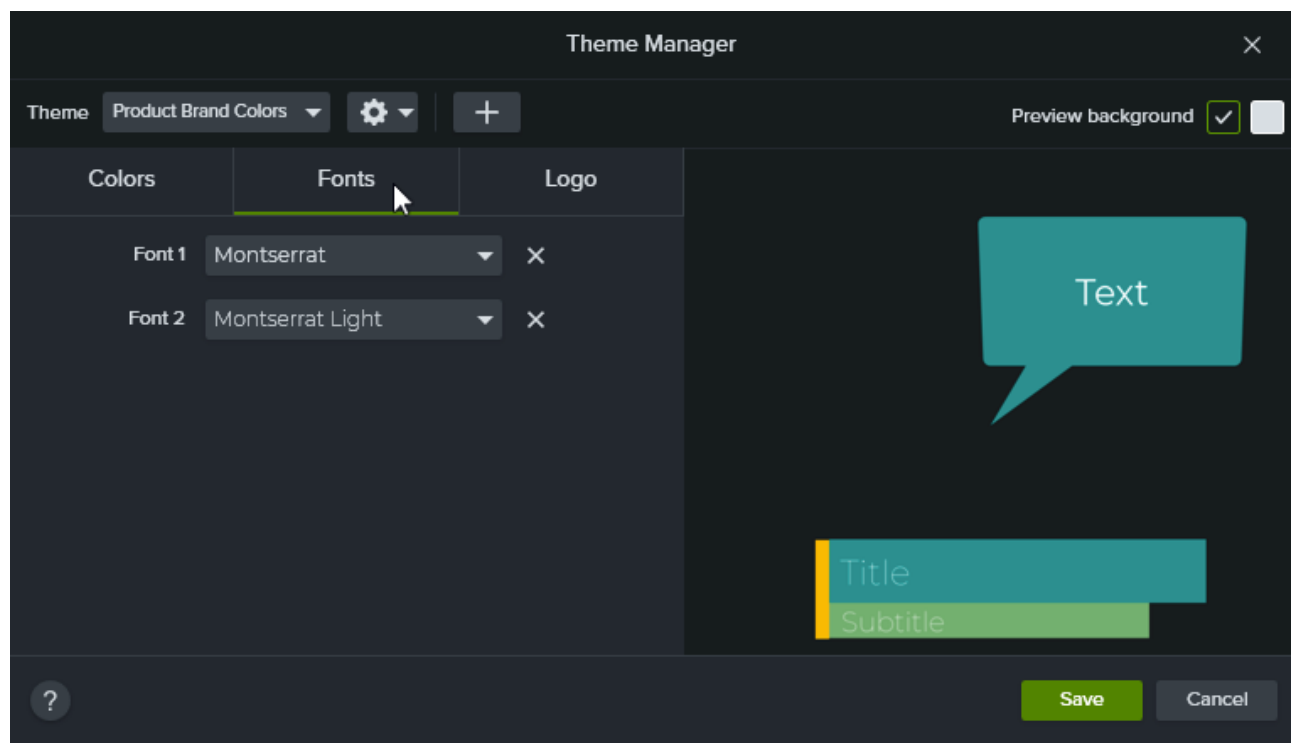 Theme Manager
Theme Product Brand Colors Preview background
Colors Fonts Logo
Font 1 Montserrat
Font 2 Montserrat Light
Text
Title
Subtitle
? Save Cancel